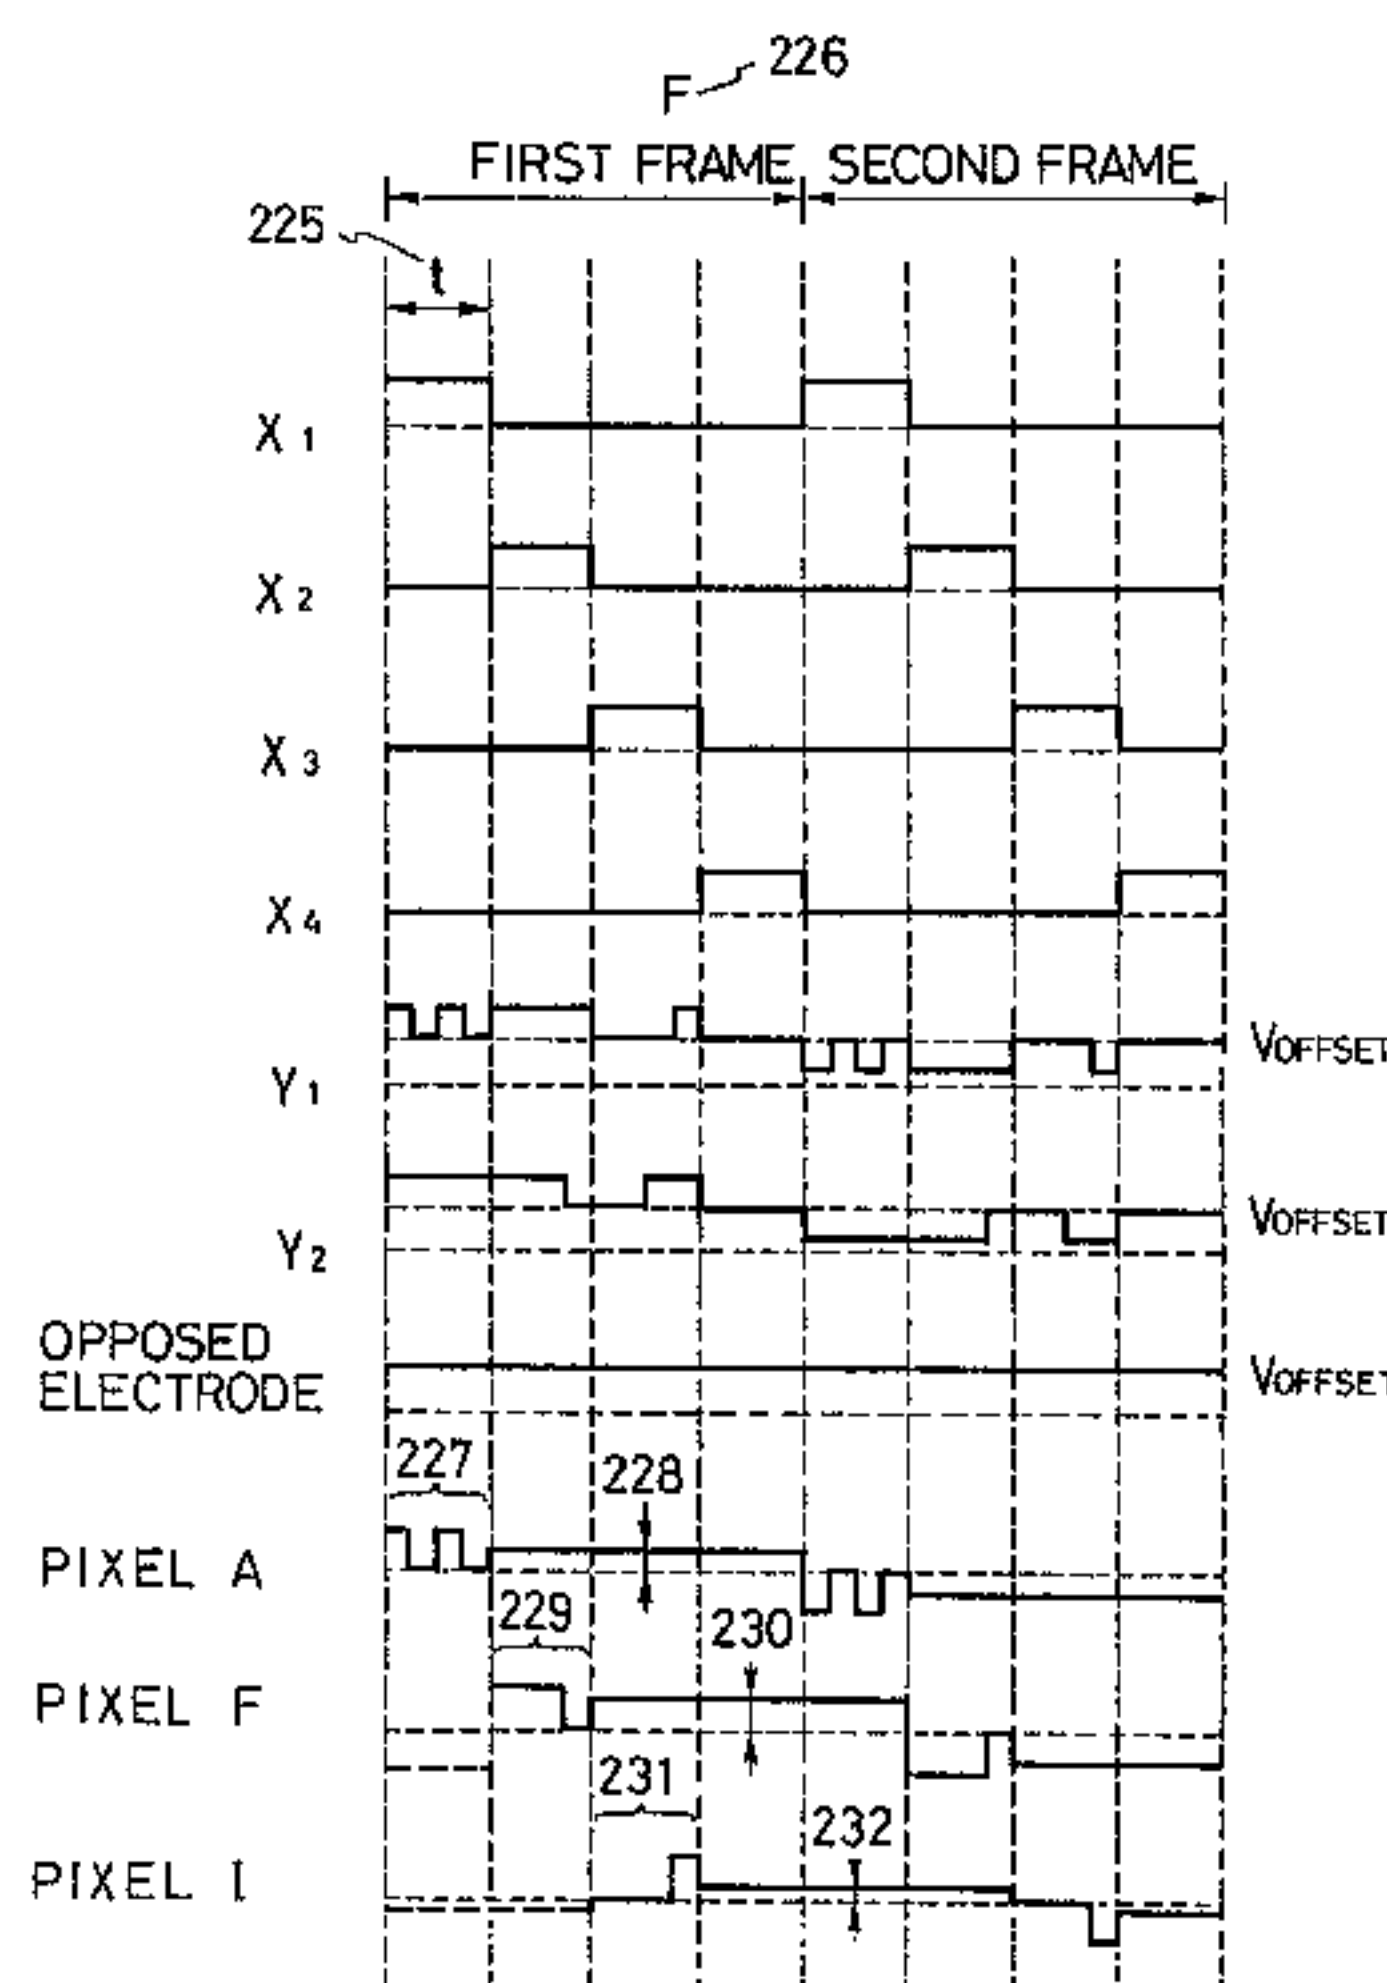 F 226
FIRST FRAME SECOND FRAME
225
t
X1
X2
X3
X4
Y1 VOFFSET
Y2 VOFFSET
OPPOSED
ELECTRODE VOFFSET
227 228
PIXEL A
229 230
PIXEL F
231 232
PIXEL I